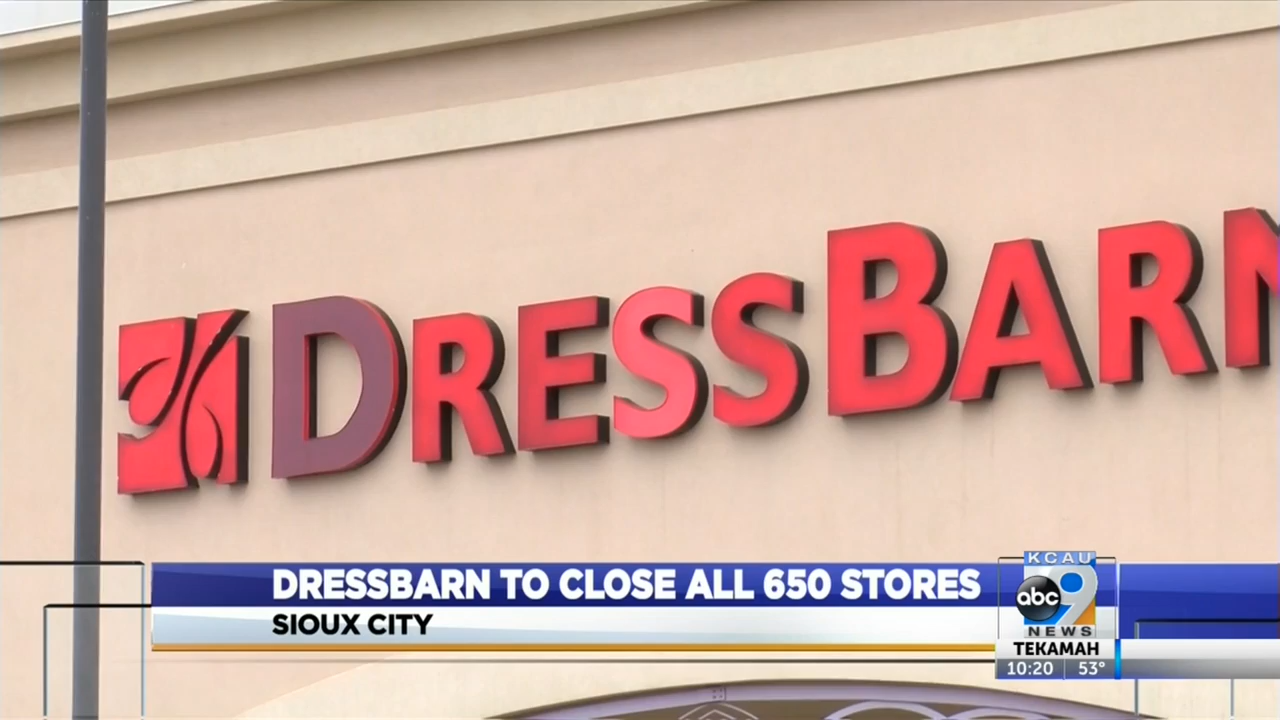 DRESSBARN
DRESSBARN TO CLOSE ALL 650 STORES
SIOUX CITY
KCAU
abc 9
NEWS
TEKAMAH
10:20 53°